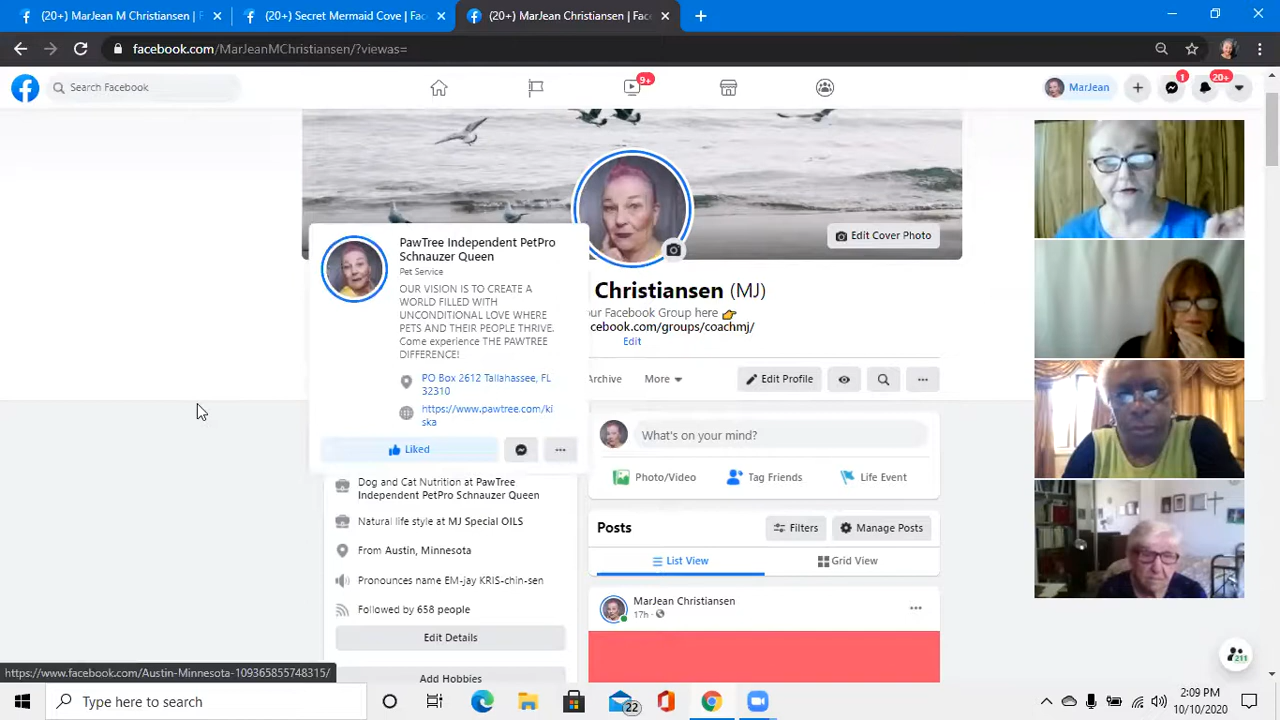 (20+) MarJean M Christiansen | F
(20+) Secret Mermaid Cove | Face
(20+) MarJean Christiansen | Face
facebook.com/MarJeanMChristiansen/?viewas=
Search Facebook
9+
MarJean
1
20+
Edit Cover Photo
PawTree Independent PetPro
Schnauzer Queen
Pet Service
OUR VISION IS TO CREATE A
WORLD FILLED WITH
UNCONDITIONAL LOVE WHERE
PETS AND THEIR PEOPLE THRIVE.
Come experience THE PAWTREE
DIFFERENCE!
PO Box 2612 Tallahassee, FL
32310
https://www.pawtree.com/ki
ska
Liked
Christiansen (MJ)
our Facebook Group here 👉
cebook.com/groups/coachmj/
Edit
Archive
More
Edit Profile
What's on your mind?
Photo/Video
Tag Friends
Life Event
Dog and Cat Nutrition at PawTree
Independent PetPro Schnauzer Queen
Natural life style at MJ Special OILS
From Austin, Minnesota
Pronounces name EM-jay KRIS-chin-sen
Followed by 658 people
Edit Details
Add Hobbies
Posts
Filters
Manage Posts
List View
Grid View
MarJean Christiansen
17h
211
https://www.facebook.com/Austin-Minnesota-109365855748315/
Type here to search
22
2:09 PM
10/10/2020